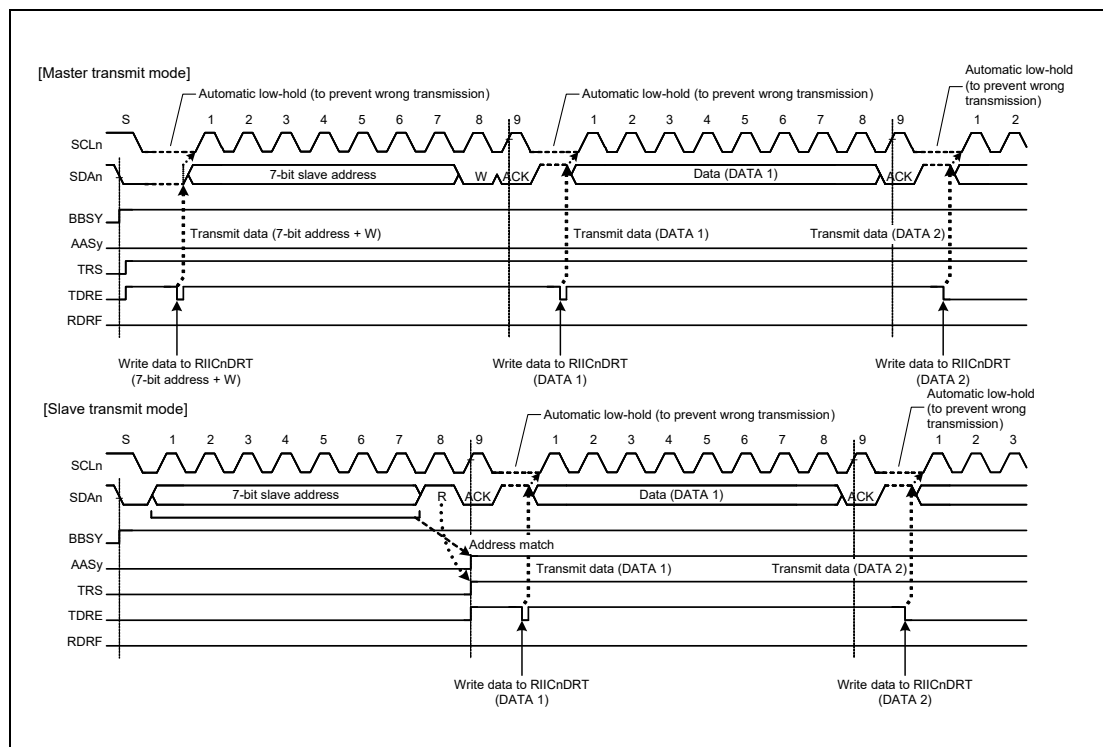 [Master transmit mode]
Automatic low-hold (to prevent wrong transmission)
Automatic low-hold (to prevent wrong transmission)
Automatic low-hold
(to prevent wrong
transmission)
S 1 2 3 4 5 6 7 8 9 1 2 3 4 5 6 7 8 9 1 2
SCLn
SDAn 7-bit slave address W ACK Data (DATA 1) ACK
BBSY
Transmit data (7-bit address + W) Transmit data (DATA 1) Transmit data (DATA 2)
AASy
TRS
TDRE
RDRF
Write data to RIICnDRT
(7-bit address + W)
Write data to RIICnDRT
(DATA 1)
Write data to RIICnDRT
(DATA 2)
[Slave transmit mode]
Automatic low-hold (to prevent wrong transmission)
Automatic low-hold
(to prevent wrong
transmission)
S 1 2 3 4 5 6 7 8 9 1 2 3 4 5 6 7 8 9 1 2 3
SCLn
SDAn 7-bit slave address R ACK Data (DATA 1) ACK
BBSY
Address match
AASy
Transmit data (DATA 1) Transmit data (DATA 2)
TRS
TDRE
RDRF
Write data to RIICnDRT
(DATA 1)
Write data to RIICnDRT
(DATA 2)